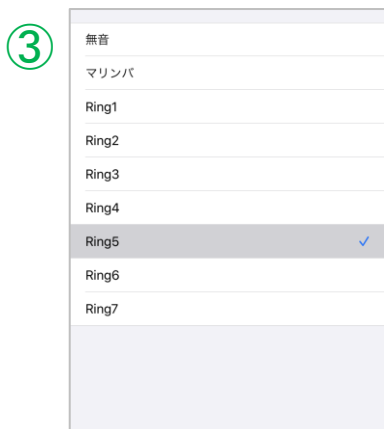 ③
無音
マリンバ
Ring1
Ring2
Ring3
Ring4
Ring5
Ring6
Ring7